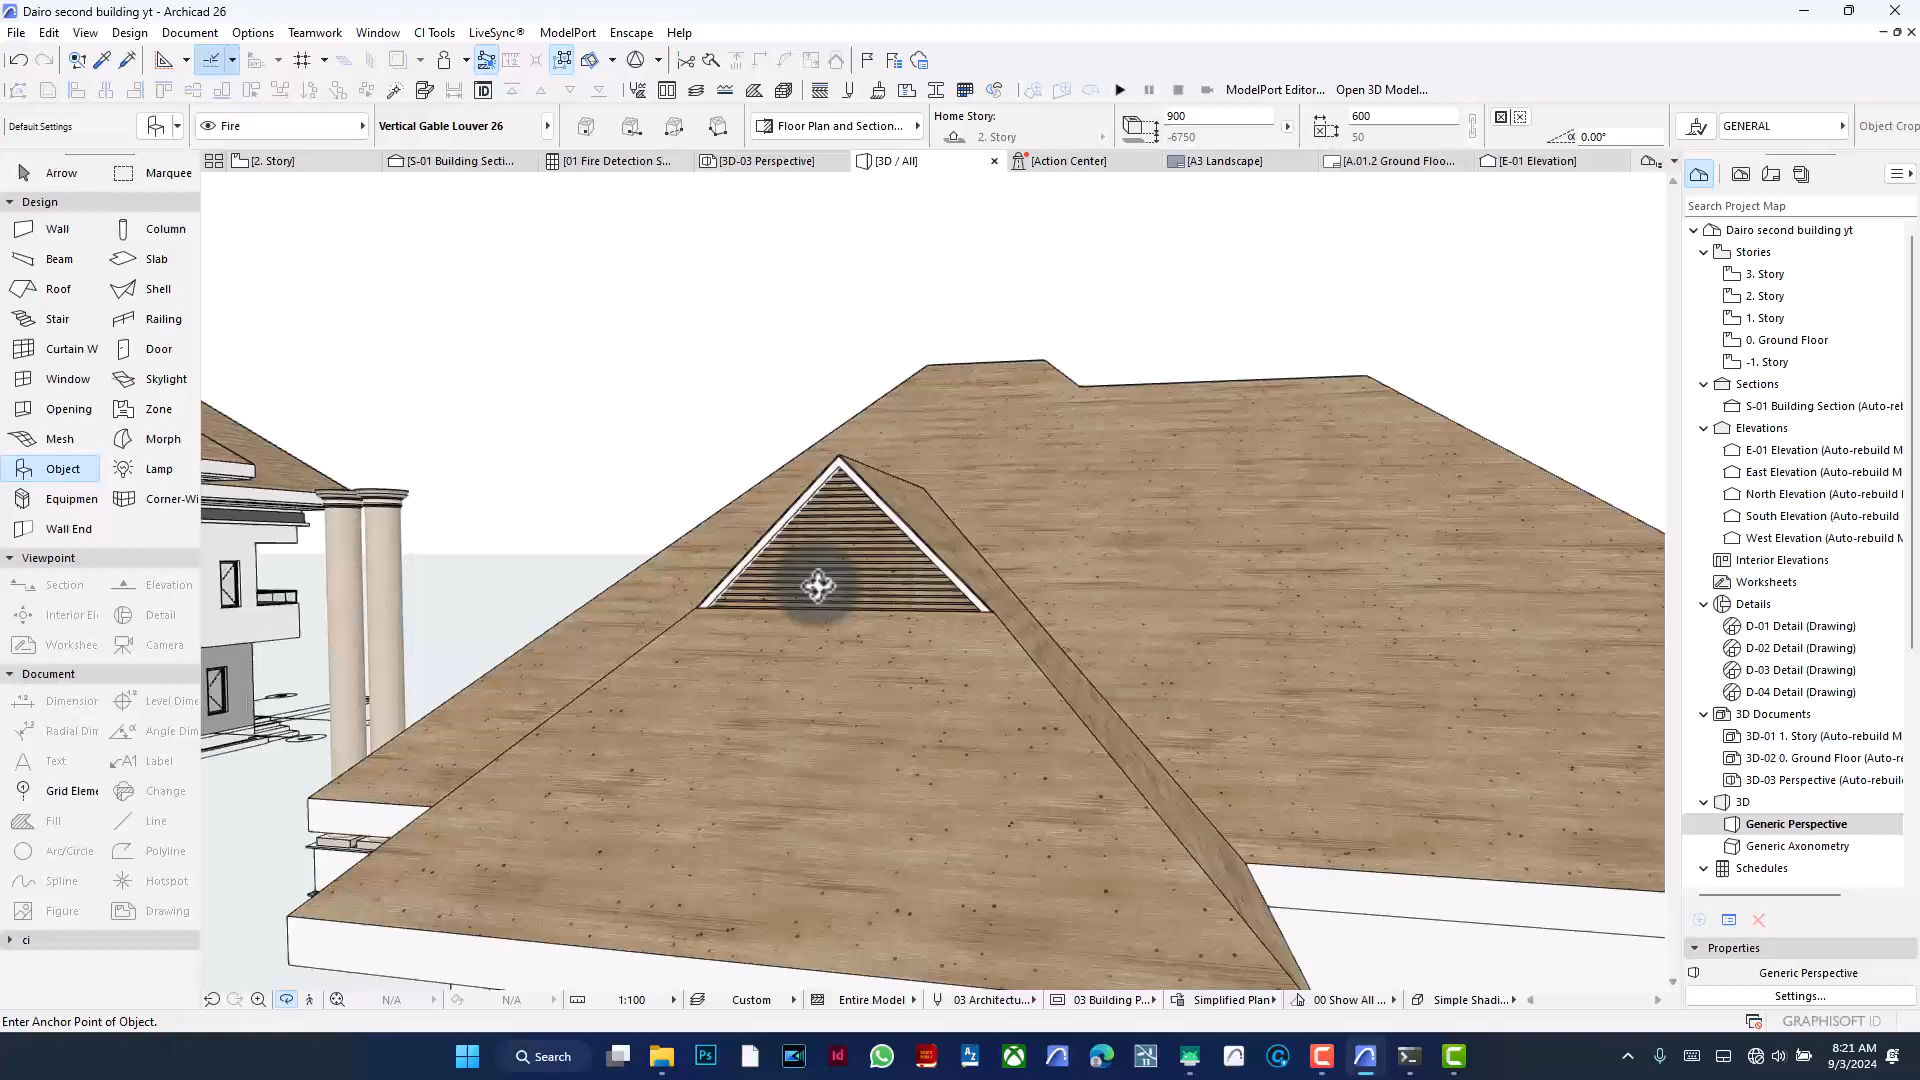 Dairo second building yt - Archicad 26
File Edit View Design Document Options Teamwork Window CI Tools LiveSync® ModelPort Enscape Help
ModelPort Editor... Open 3D Model...
Default Settings Fire Vertical Gable Louver 26 Floor Plan and Section... Home Story: 2. Story 900 -6750 600 50 0.00° GENERAL Object Crop
[2. Story] [S-01 Building Secti... [01 Fire Detection S... [3D-03 Perspective] [3D / All] [Action Center] [A3 Landscape] [A.01.2 Ground Floo... [E-01 Elevation]
Arrow Marquee
Design
Wall Column
Beam Slab
Roof Shell
Stair Railing
Curtain W Door
Window Skylight
Opening Zone
Mesh Morph
Object Lamp
Equipmen Corner-Wi
Wall End
Viewpoint
Section Elevation
Interior El Detail
Workshee Camera
Document
Dimension Level Dime
Radial Dim Angle Dim
Text Label
Grid Eleme Change
Fill Line
Arc/Circle Polyline
Spline Hotspot
Figure Drawing
ci
Search Project Map
Dairo second building yt
Stories
3. Story
2. Story
1. Story
0. Ground Floor
-1. Story
Sections
S-01 Building Section (Auto-reb
Elevations
E-01 Elevation (Auto-rebuild M
East Elevation (Auto-rebuild M
North Elevation (Auto-rebuild
South Elevation (Auto-rebuild
West Elevation (Auto-rebuild M
Interior Elevations
Worksheets
Details
D-01 Detail (Drawing)
D-02 Detail (Drawing)
D-03 Detail (Drawing)
D-04 Detail (Drawing)
3D Documents
3D-01 1. Story (Auto-rebuild M
3D-02 0. Ground Floor (Auto-re
3D-03 Perspective (Auto-rebuil
3D
Generic Perspective
Generic Axonometry
Schedules
Properties
Generic Perspective
Settings...
N/A N/A 1:100 Custom Entire Model 03 Architectu... 03 Building P... Simplified Plan 00 Show All ... Simple Shadi...
Enter Anchor Point of Object.
GRAPHISOFT ID
Search
8:21 AM
9/3/2024